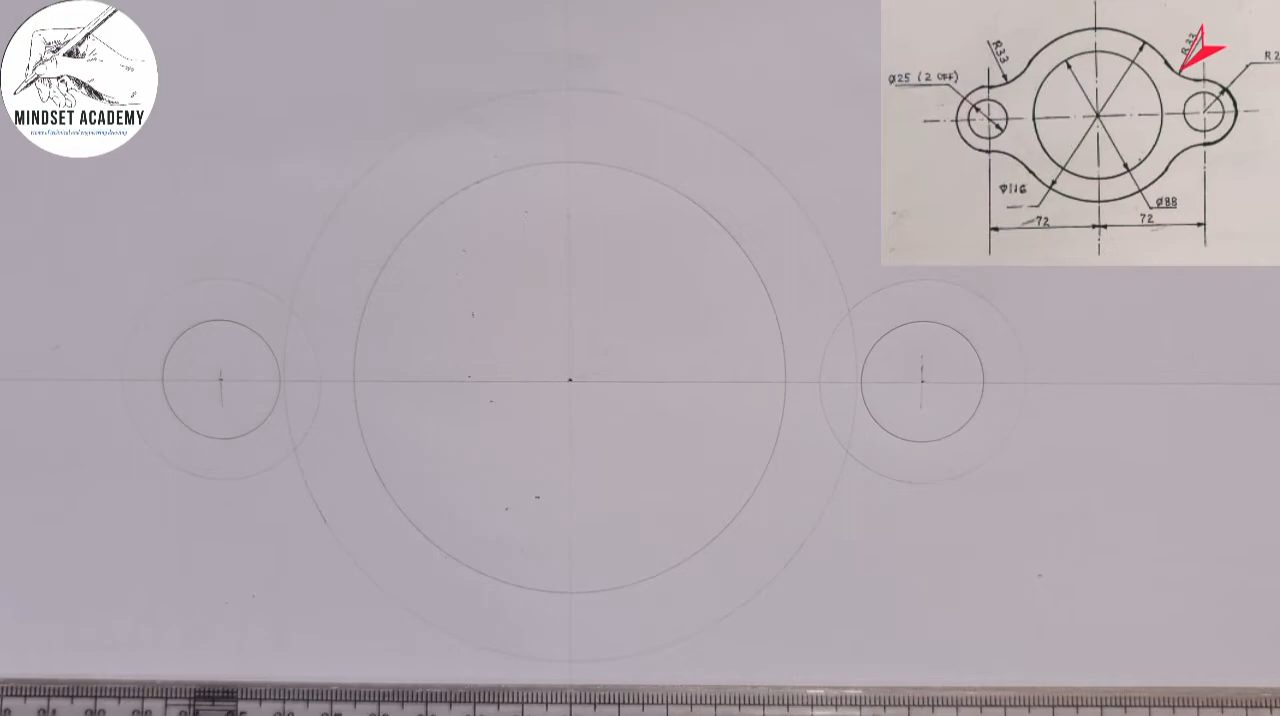 MINDSET ACADEMY
R33
R33
R2
Ø25 (2 OFF)
Ø116
Ø88
72
72